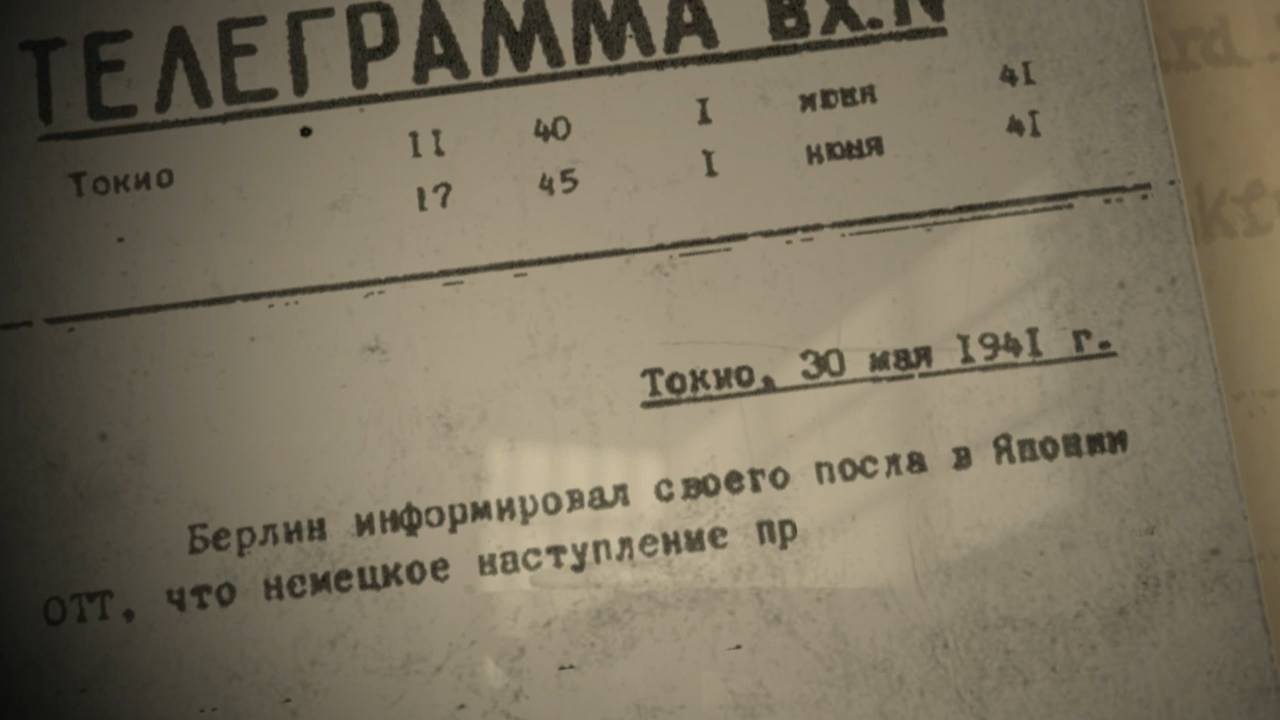 ТЕЛЕГРАММА ВХ.N
Токио 11 40 I июня 41
17 45 I июня 41
Токио, 30 мая 1941 г.
Берлин информировал своего посла в Японии
ОТТ, что немецкое наступление пр